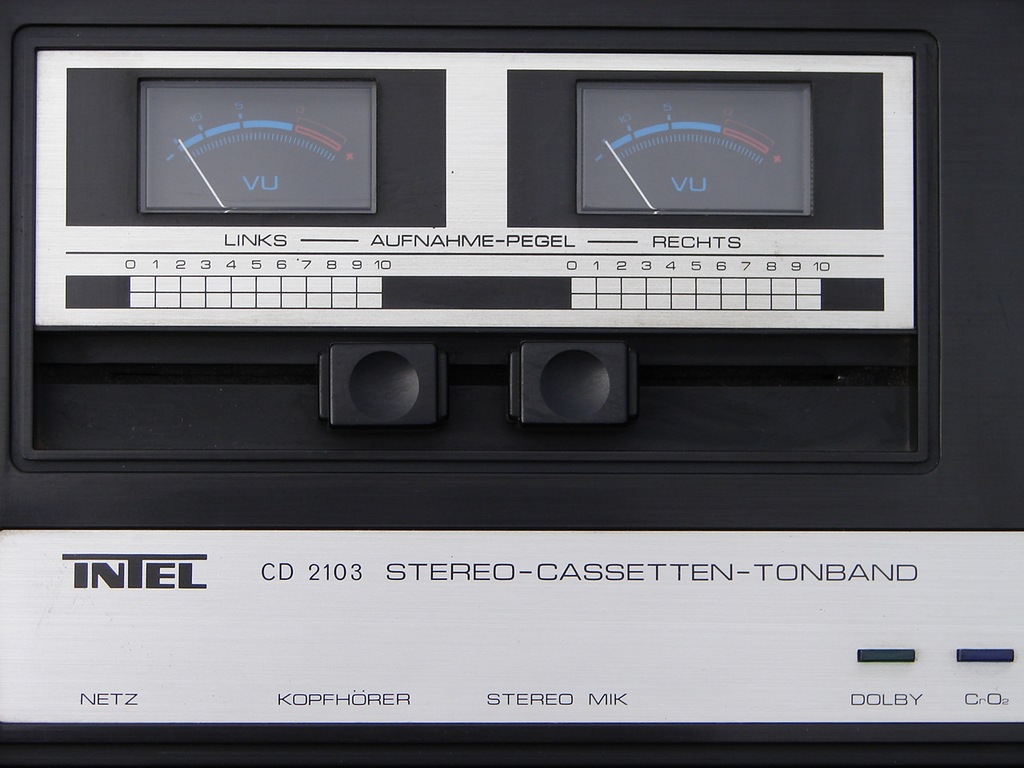 10 5 0
- +
VU
10 5 0
- +
VU
LINKS — AUFNAHME-PEGEL — RECHTS
0 1 2 3 4 5 6 7 8 9 10
0 1 2 3 4 5 6 7 8 9 10
INTEL CD 2103 STEREO-CASSETTEN-TONBAND
NETZ KOPFHÖRER STEREO MIK DOLBY CrO₂